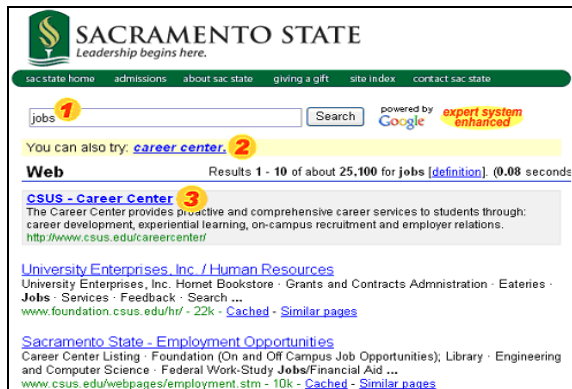 SACRAMENTO STATE
Leadership begins here.
sac state home admissions about sac state giving a gift site index contact sac state
jobs 1 Search powered by Google expert system enhanced
You can also try: career center. 2
Web Results 1 - 10 of about 25,100 for jobs [definition]. (0.08 seconds
CSUS - Career Center 3
The Career Center provides proactive and comprehensive career services to students through:
career development, experiential learning, on-campus recruitment and employer relations.
http://www.csus.edu/careercenter/
University Enterprises, Inc. / Human Resources
University Enterprises, Inc. Hornet Bookstore · Grants and Contracts Admnistration · Eateries ·
Jobs · Services · Feedback · Search ...
www.foundation.csus.edu/hr/ - 22k - Cached - Similar pages
Sacramento State - Employment Opportunities
Career Center Listing · Foundation (On and Off Campus Job Opportunities); Library · Engineering
and Computer Science · Federal Work-Study Jobs/Financial Aid ...
www.csus.edu/webpages/employment.stm - 10k - Cached - Similar pages